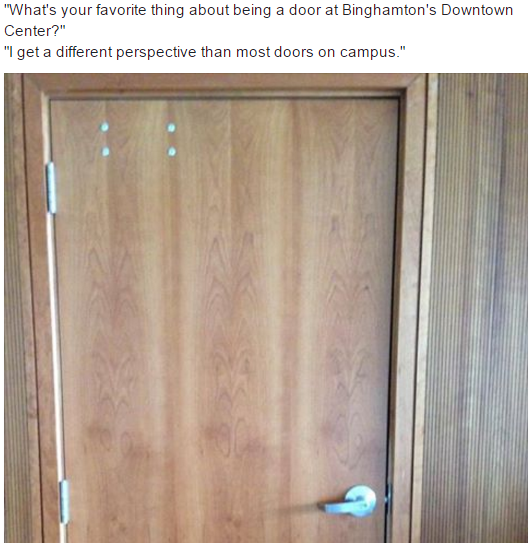 "What's your favorite thing about being a door at Binghamton's Downtown
Center?"
"I get a different perspective than most doors on campus."